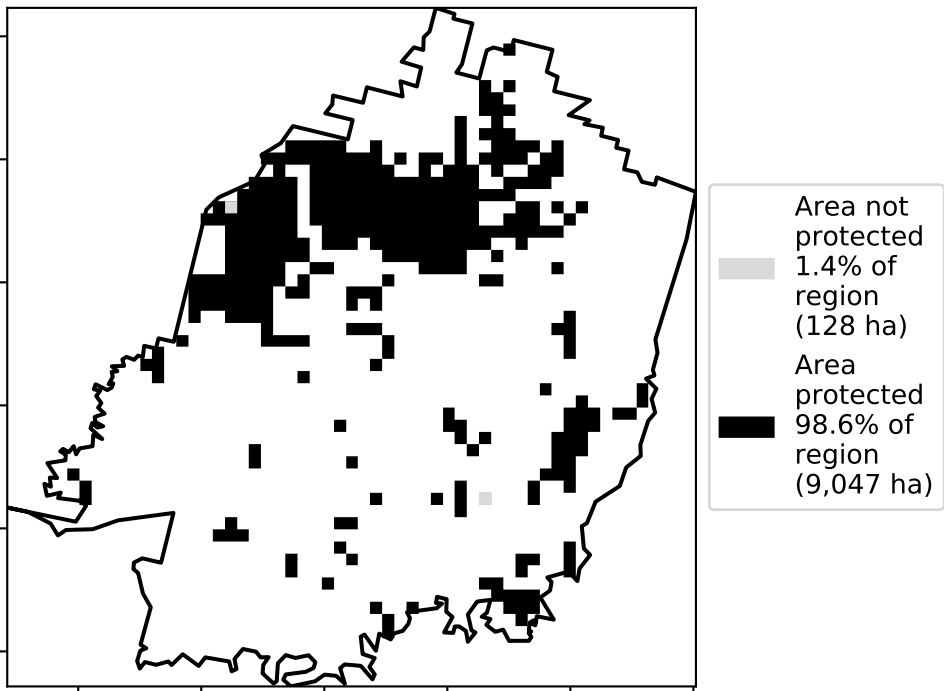 Area not
protected
1.4% of
region
(128 ha)
Area
protected
98.6% of
region
(9,047 ha)